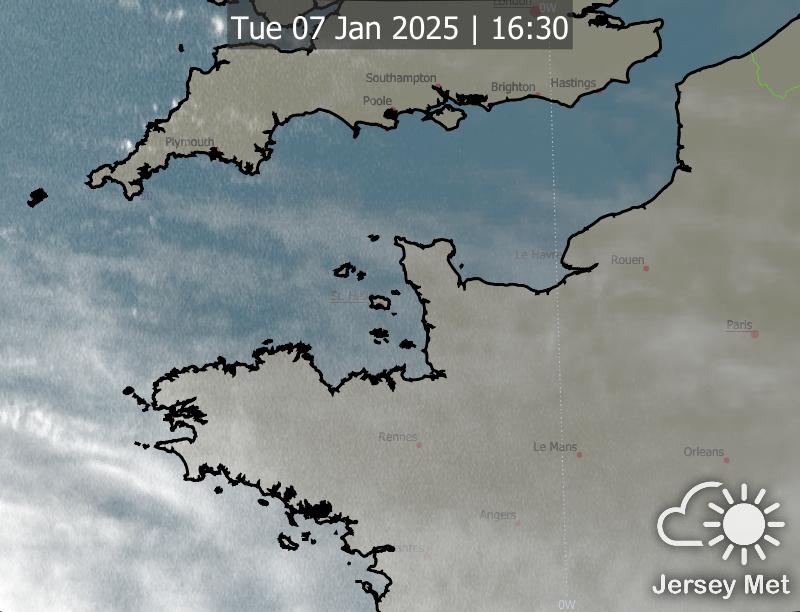 London
0W
Tue 07 Jan 2025 | 16:30
Southampton
Brighton
Hastings
Poole
Plymouth
Le Havre
Rouen
St. Helier
Paris
Rennes
Le Mans
Orleans
Angers
Jersey Met
0W